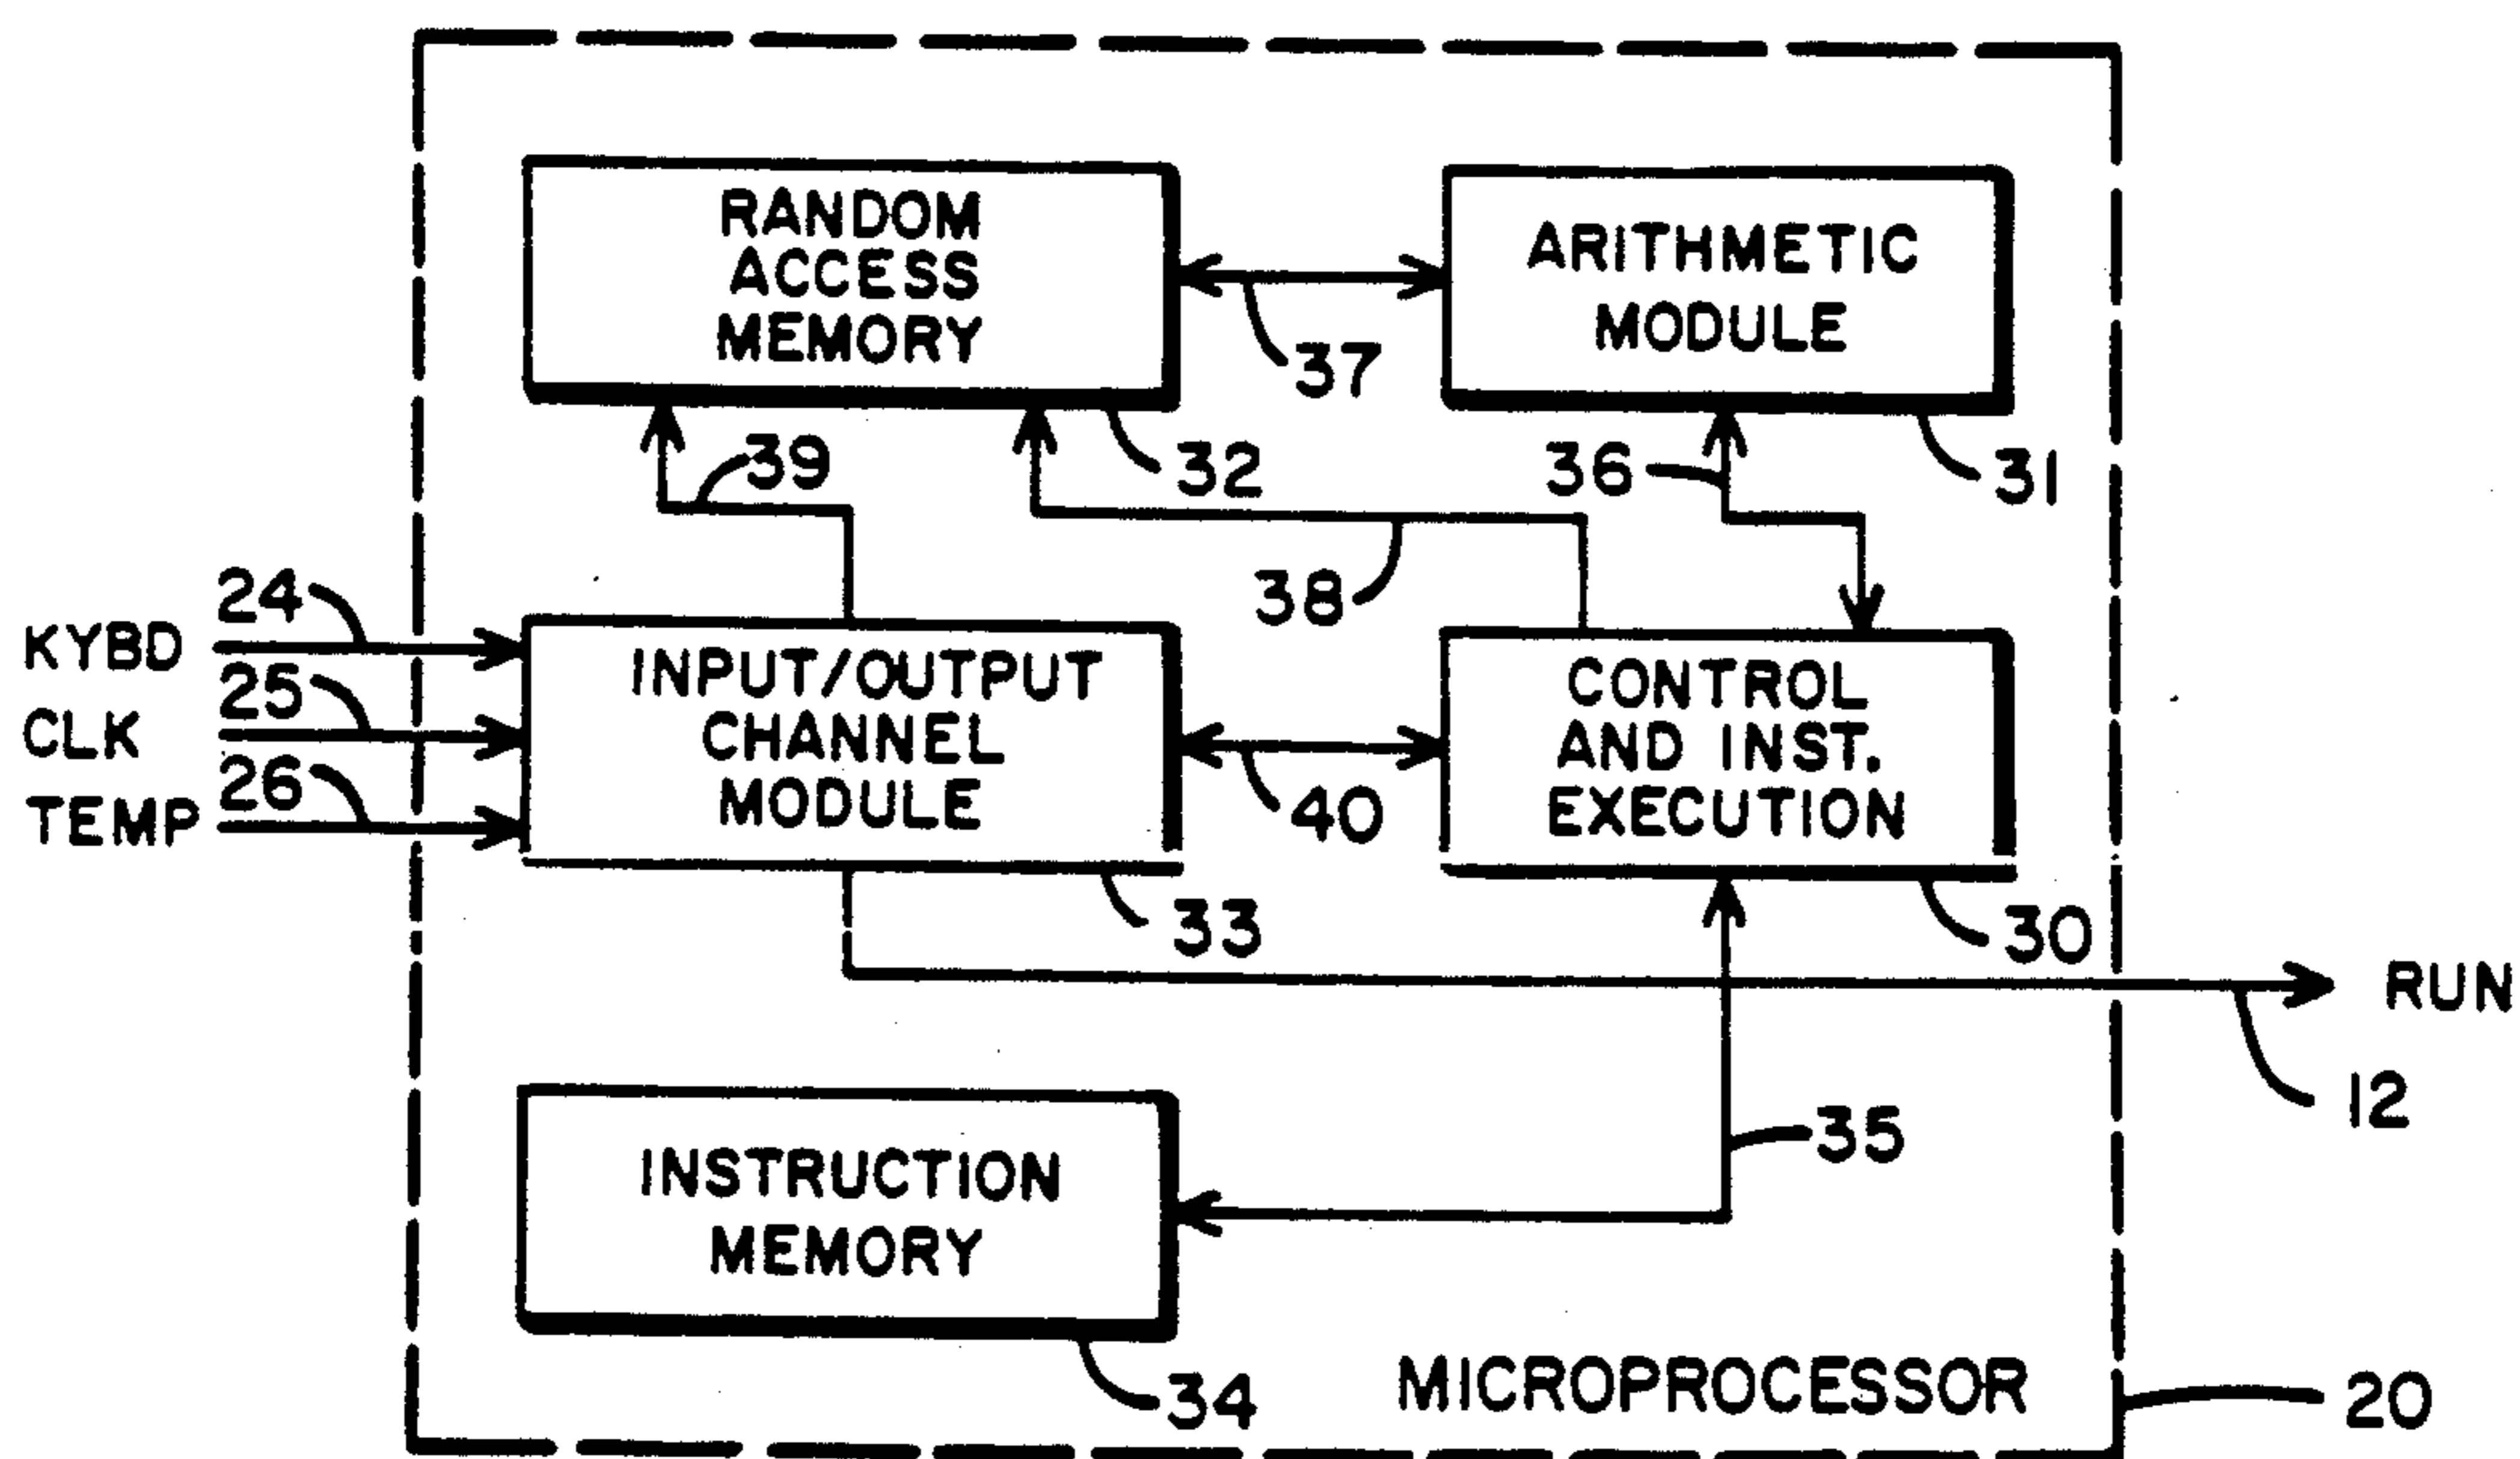 RANDOM
ACCESS
MEMORY
ARITHMETIC
MODULE
37
39
32
36
31
38
24
KYBD
25
CLK
26
TEMP
INPUT/OUTPUT
CHANNEL
MODULE
40
CONTROL
AND INST.
EXECUTION
33
30
RUN
12
35
INSTRUCTION
MEMORY
34
MICROPROCESSOR
20